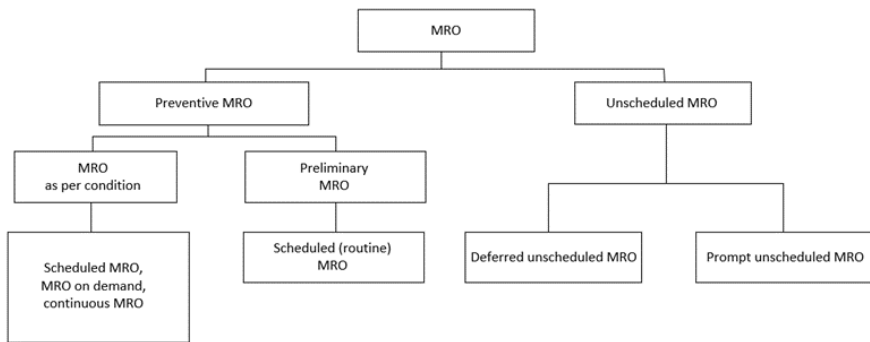 MRO
Preventive MRO
Unscheduled MRO
MRO
as per condition
Preliminary
MRO
Scheduled MRO,
MRO on demand,
continuous MRO
Scheduled (routine)
MRO
Deferred unscheduled MRO
Prompt unscheduled MRO